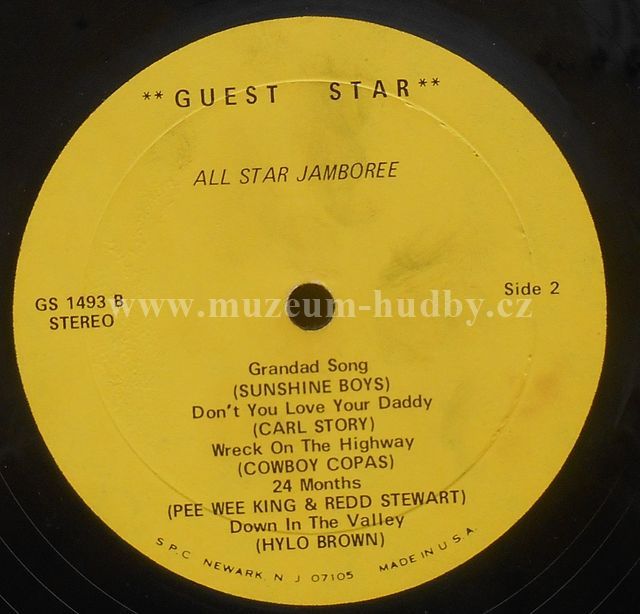 **GUEST STAR**
ALL STAR JAMBOREE
GS 1493 B
STEREO
Side 2
www.muzeum-hudby.cz
Grandad Song
(SUNSHINE BOYS)
Don't You Love Your Daddy
(CARL STORY)
Wreck On The Highway
(COWBOY COPAS)
24 Months
(PEE WEE KING & REDD STEWART)
Down In The Valley
(HYLO BROWN)
S P C NEWARK N J 07105 MADE IN U S A.